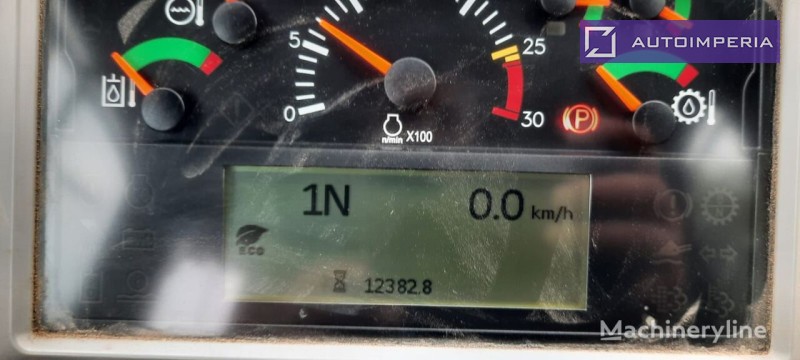 AUTOIMPERIA
5
25
0
30
n/min X100
P
1N
0.0 km/h
eco
12382.8
Machineryline